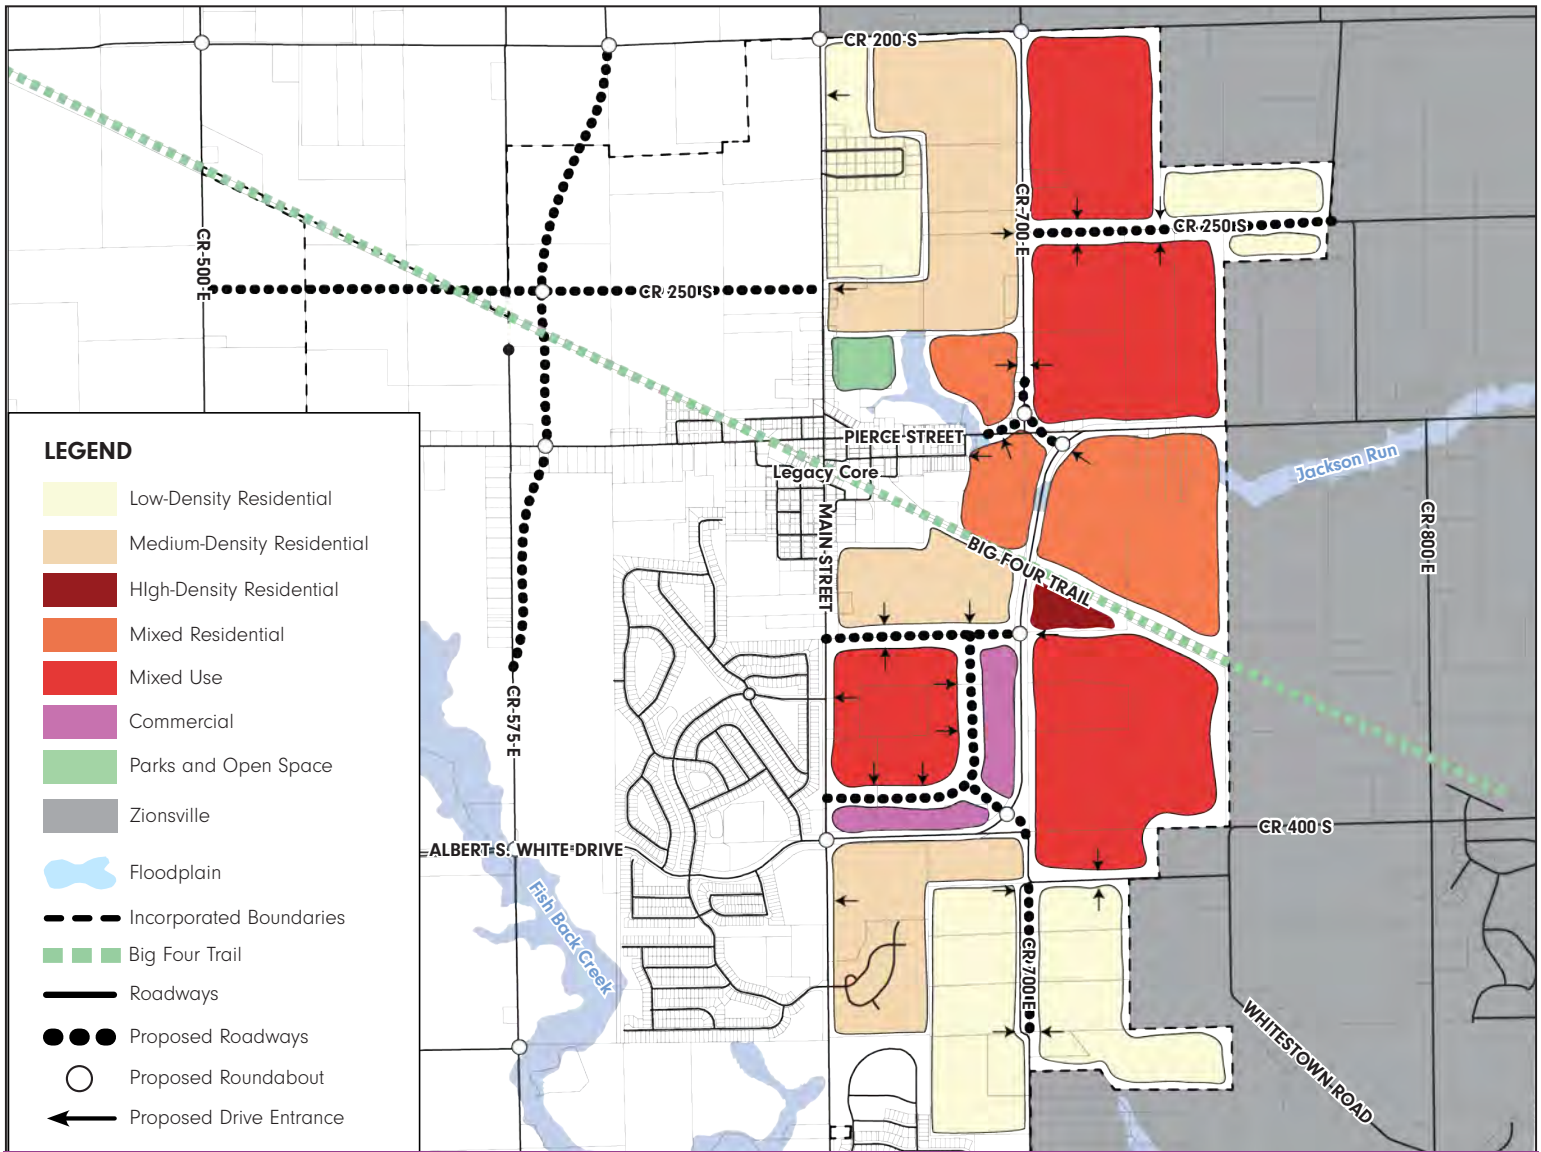 CR 200 S
CR 700 E
CR 250 S
CR 500 E
CR 250 S
PIERCE STREET
Legacy Core
Jackson Run
MAIN STREET
CR 800 E
BIG FOUR TRAIL
CR 575 E
CR 400 S
ALBERT S. WHITE DRIVE
Fish Back Creek
CR 700 E
WHITESTOWN ROAD
LEGEND
Low-Density Residential
Medium-Density Residential
HIgh-Density Residential
Mixed Residential
Mixed Use
Commercial
Parks and Open Space
Zionsville
Floodplain
Incorporated Boundaries
Big Four Trail
Roadways
Proposed Roadways
Proposed Roundabout
Proposed Drive Entrance